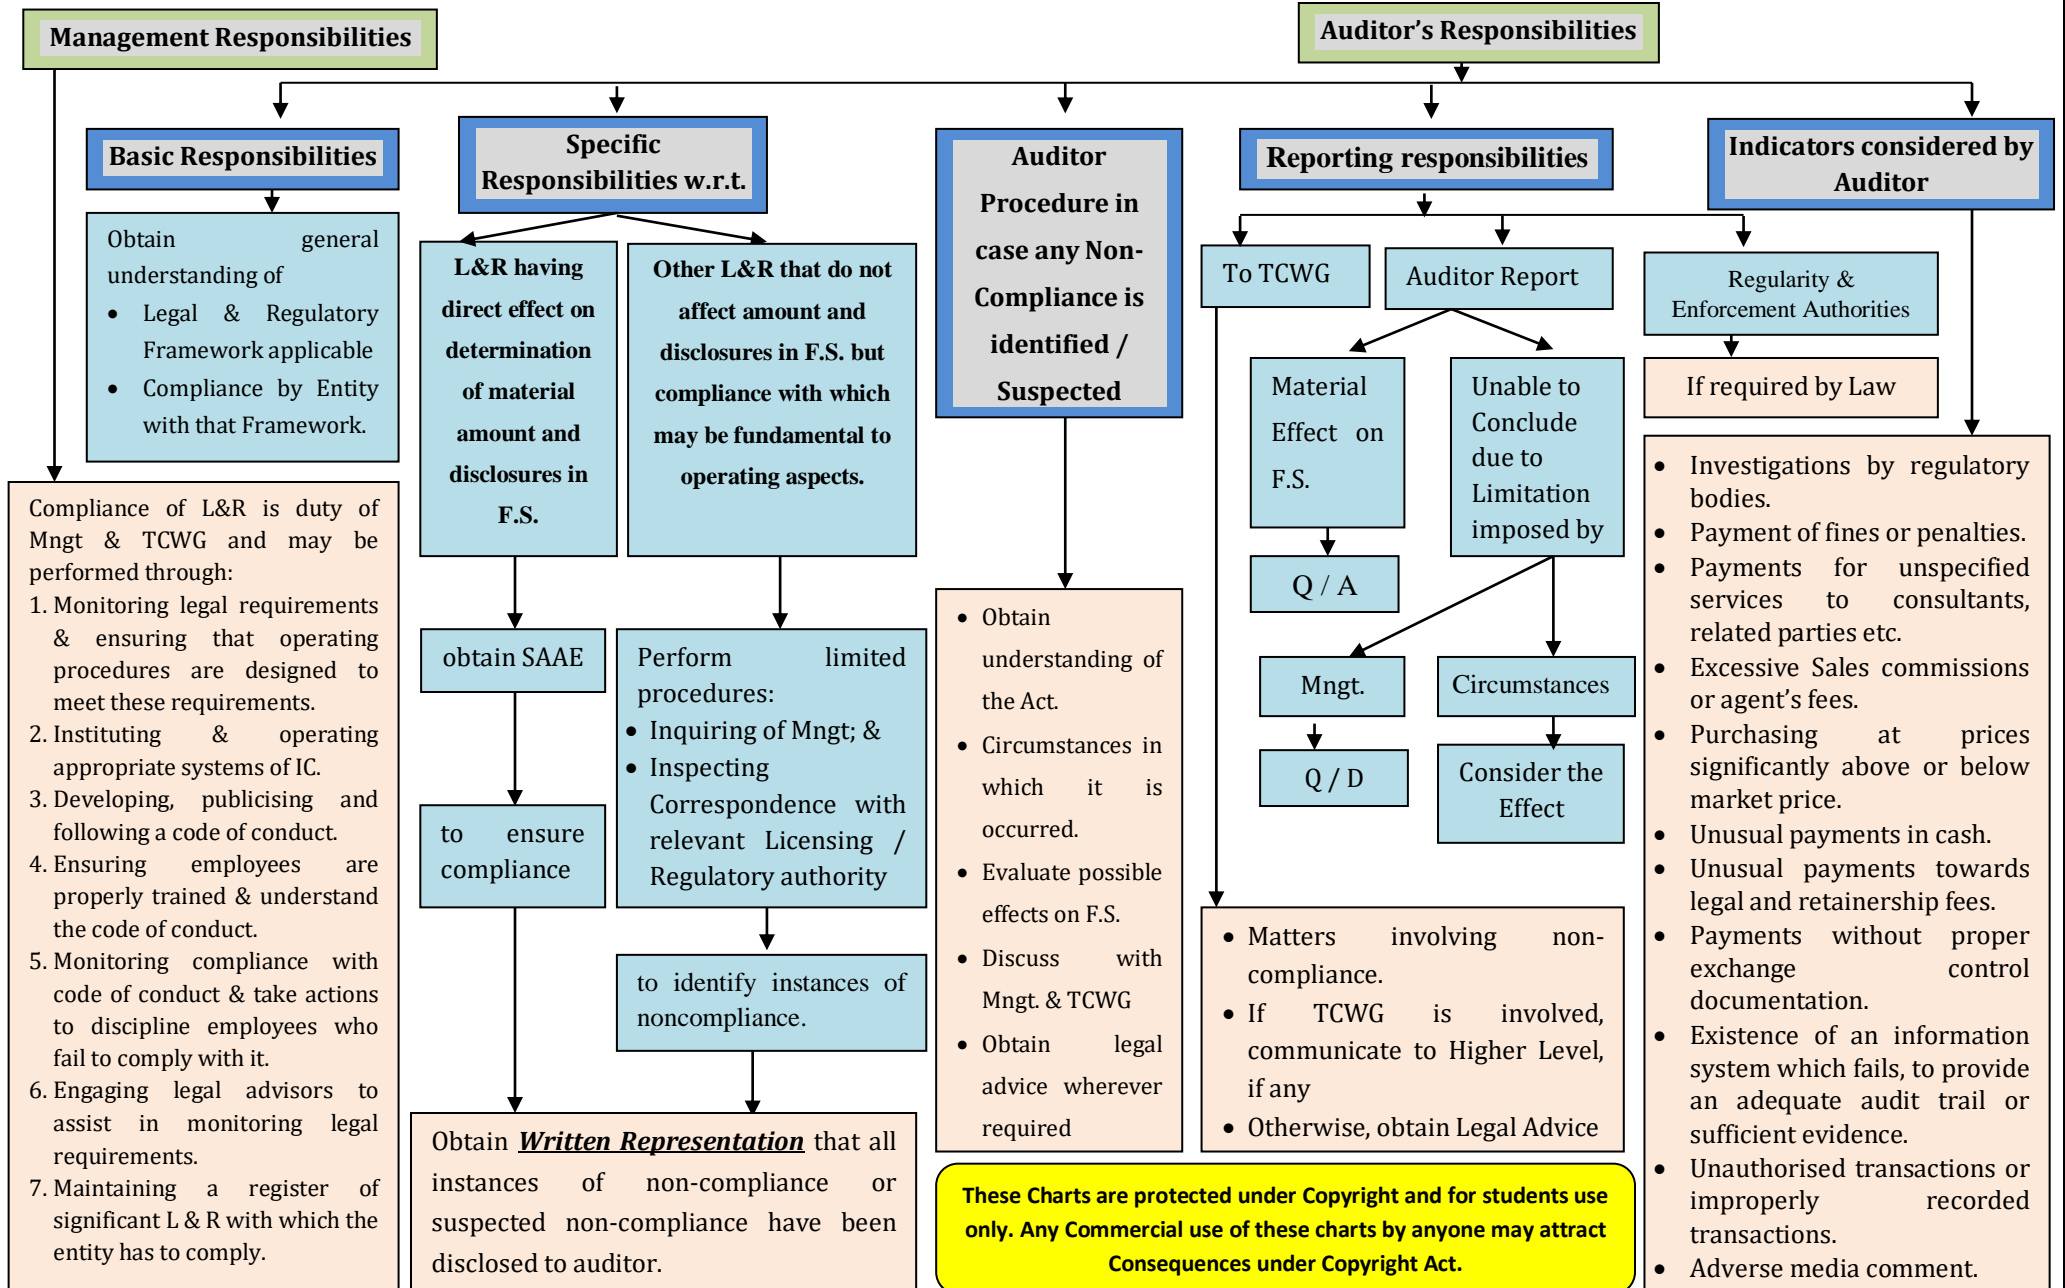 Management Responsibilities
Auditor’s Responsibilities
Basic Responsibilities
Obtain general
understanding of
• Legal & Regulatory
Framework applicable
• Compliance by Entity
with that Framework.
Specific
Responsibilities w.r.t.
L&R having
direct effect on
determination
of material
amount and
disclosures in
F.S.
Other L&R that do not
affect amount and
disclosures in F.S. but
compliance with which
may be fundamental to
operating aspects.
obtain SAAE
to ensure
compliance
Perform limited
procedures:
• Inquiring of Mngt; &
• Inspecting
Correspondence with
relevant Licensing /
Regulatory authority
to identify instances of
noncompliance.
Obtain Written Representation that all
instances of non-compliance or
suspected non-compliance have been
disclosed to auditor.
Auditor
Procedure in
case any Non-
Compliance is
identified /
Suspected
• Obtain
understanding of
the Act.
• Circumstances in
which it is
occurred.
• Evaluate possible
effects on F.S.
• Discuss with
Mngt. & TCWG
• Obtain legal
advice wherever
required
Reporting responsibilities
To TCWG
Auditor Report
Regularity &
Enforcement Authorities
If required by Law
Material
Effect on
F.S.
Q / A
Unable to
Conclude
due to
Limitation
imposed by
Mngt.
Q / D
Circumstances
Consider the
Effect
• Matters involving non-
compliance.
• If TCWG is involved,
communicate to Higher Level,
if any
• Otherwise, obtain Legal Advice
Indicators considered by
Auditor
• Investigations by regulatory
bodies.
• Payment of fines or penalties.
• Payments for unspecified
services to consultants,
related parties etc.
• Excessive Sales commissions
or agent’s fees.
• Purchasing at prices
significantly above or below
market price.
• Unusual payments in cash.
• Unusual payments towards
legal and retainership fees.
• Payments without proper
exchange control
documentation.
• Existence of an information
system which fails, to provide
an adequate audit trail or
sufficient evidence.
• Unauthorised transactions or
improperly recorded
transactions.
• Adverse media comment.
Compliance of L&R is duty of
Mngt & TCWG and may be
performed through:
1. Monitoring legal requirements
& ensuring that operating
procedures are designed to
meet these requirements.
2. Instituting & operating
appropriate systems of IC.
3. Developing, publicising and
following a code of conduct.
4. Ensuring employees are
properly trained & understand
the code of conduct.
5. Monitoring compliance with
code of conduct & take actions
to discipline employees who
fail to comply with it.
6. Engaging legal advisors to
assist in monitoring legal
requirements.
7. Maintaining a register of
significant L & R with which the
entity has to comply.
These Charts are protected under Copyright and for students use
only. Any Commercial use of these charts by anyone may attract
Consequences under Copyright Act.